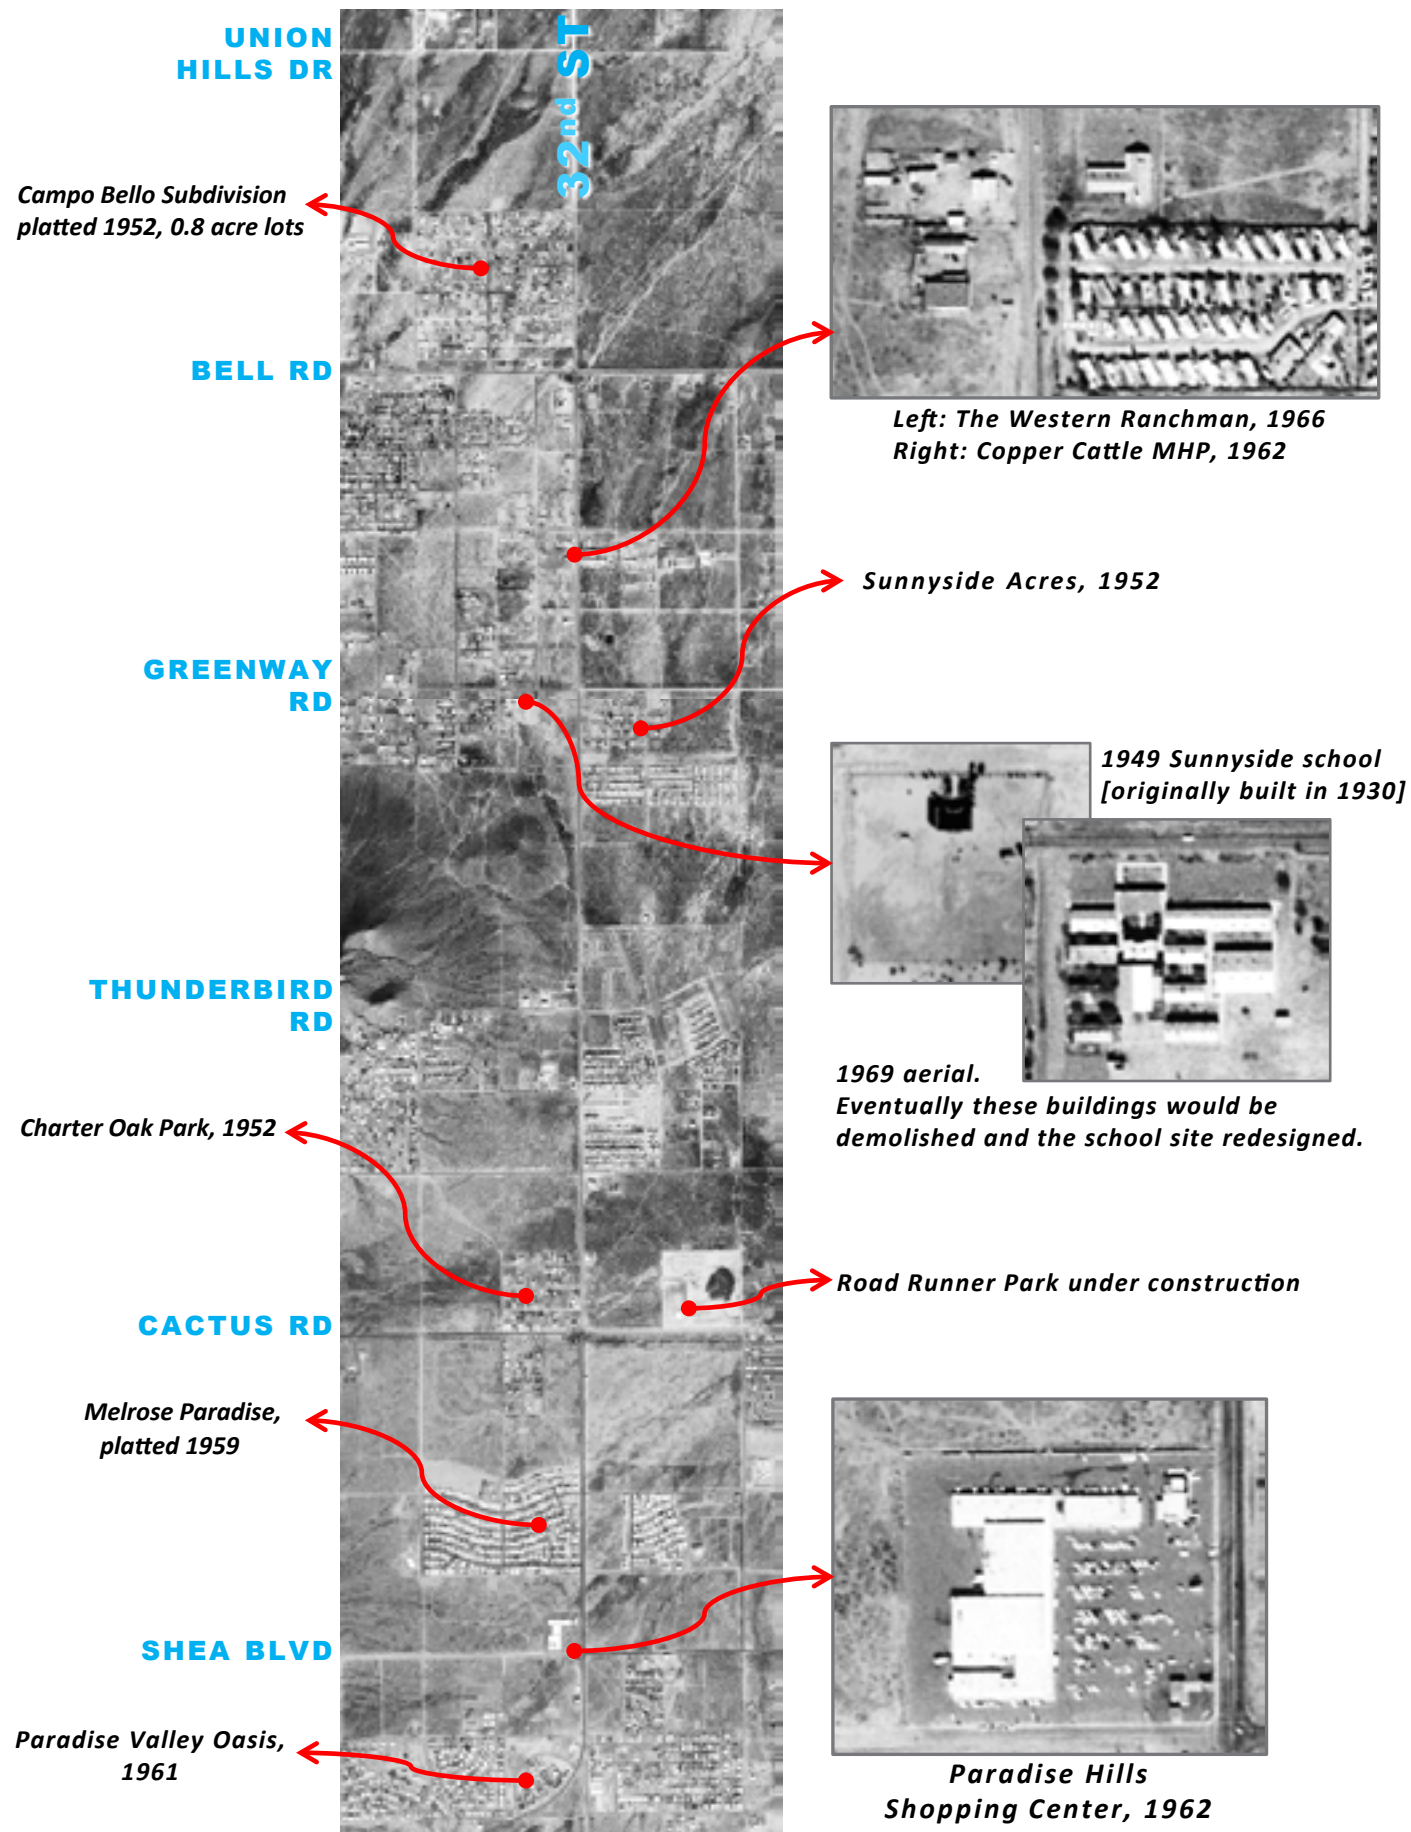 UNION
HILLS DR
32nd ST
Campo Bello Subdivision
platted 1952, 0.8 acre lots
BELL RD
Left: The Western Ranchman, 1966
Right: Copper Cattle MHP, 1962
Sunnyside Acres, 1952
GREENWAY
RD
1949 Sunnyside school
[originally built in 1930]
THUNDERBIRD
RD
1969 aerial.
Eventually these buildings would be
demolished and the school site redesigned.
Charter Oak Park, 1952
Road Runner Park under construction
CACTUS RD
Melrose Paradise,
platted 1959
SHEA BLVD
Paradise Valley Oasis,
1961
Paradise Hills
Shopping Center, 1962